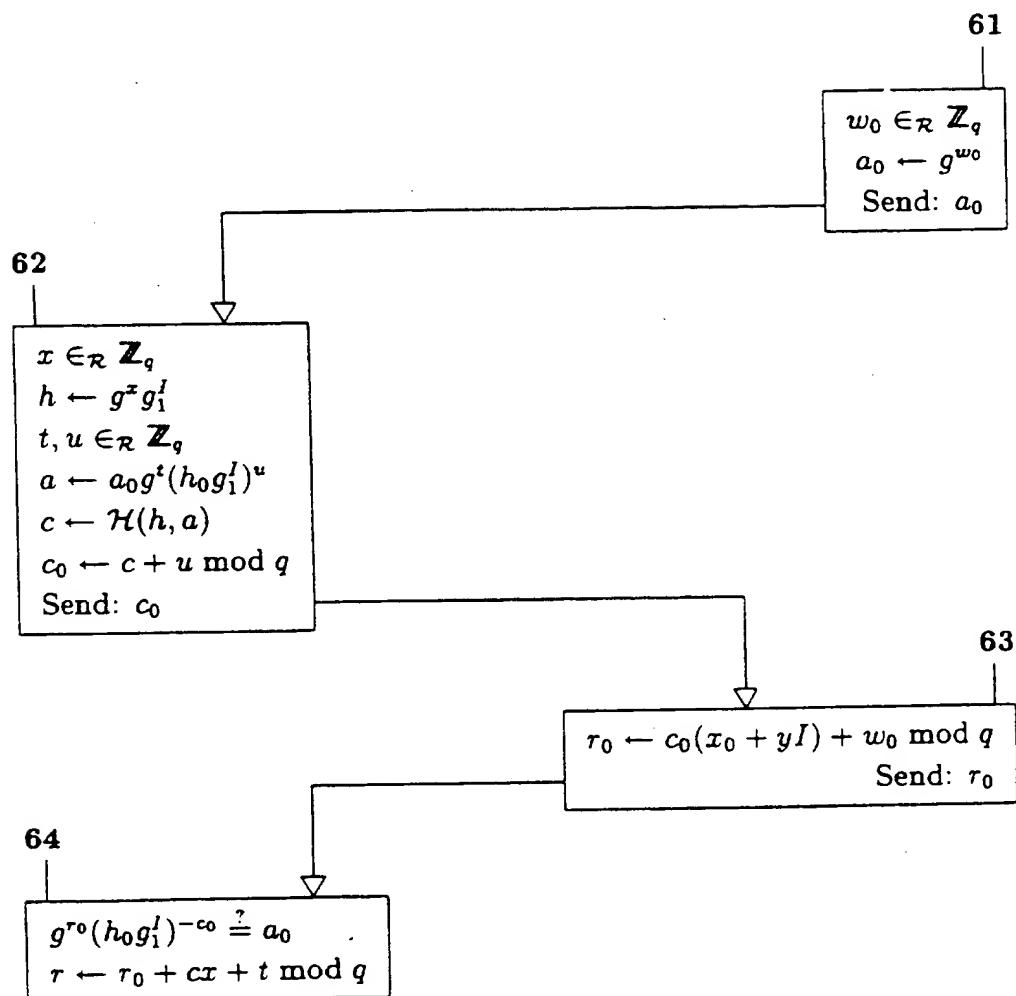 61
w₀ ∈_ℛ ℤ_q
a₀ ← g^{w₀}
Send: a₀
62
x ∈_ℛ ℤ_q
h ← g^x g₁^I
t, u ∈_ℛ ℤ_q
a ← a₀g^t(h₀g₁^I)^u
c ← ℋ(h, a)
c₀ ← c + u mod q
Send: c₀
63
r₀ ← c₀(x₀ + yI) + w₀ mod q
Send: r₀
64
g^{r₀}(h₀g₁^I)^{-c₀} ≟ a₀
r ← r₀ + cx + t mod q